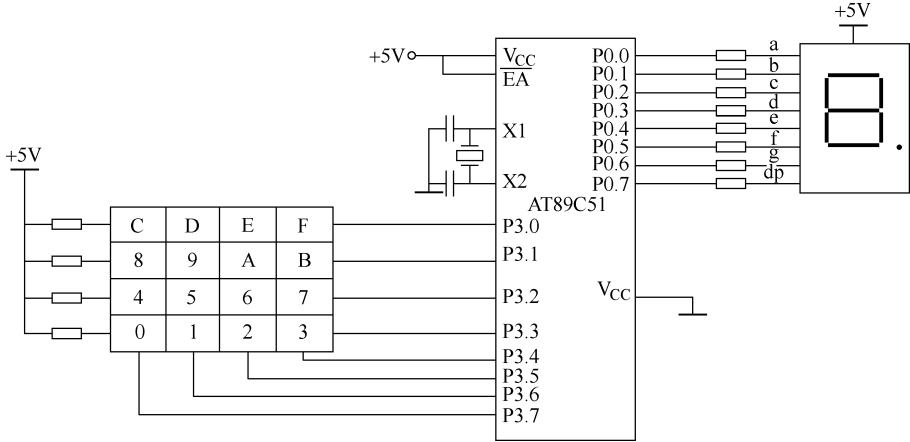 +5V
+5V
VCC
EA
X1
X2
AT89C51
P0.0
P0.1
P0.2
P0.3
P0.4
P0.5
P0.6
P0.7
a
b
c
d
e
f
g
dp
+5V
C D E F
8 9 A B
4 5 6 7
0 1 2 3
P3.0
P3.1
P3.2
P3.3
P3.4
P3.5
P3.6
P3.7
VCC